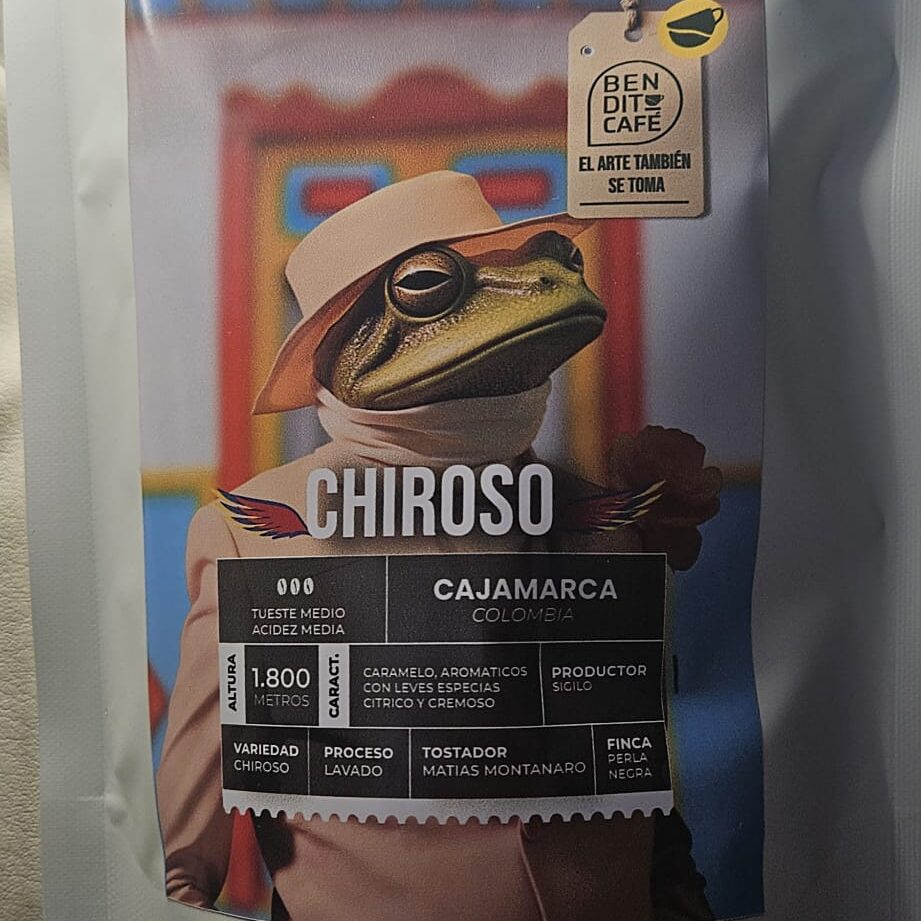 BEN
DIT
CAFÉ
EL ARTE TAMBIÉN
SE TOMA
CHIROSO
TUESTE MEDIO
ACIDEZ MEDIA
CAJAMARCA
COLOMBIA
ALTURA
1.800
METROS
CARACT.
CARAMELO, AROMATICOS
CON LEVES ESPECIAS
CITRICO Y CREMOSO
PRODUCTOR
SIGILO
VARIEDAD
CHIROSO
PROCESO
LAVADO
TOSTADOR
MATIAS MONTANARO
FINCA
PERLA
NEGRA